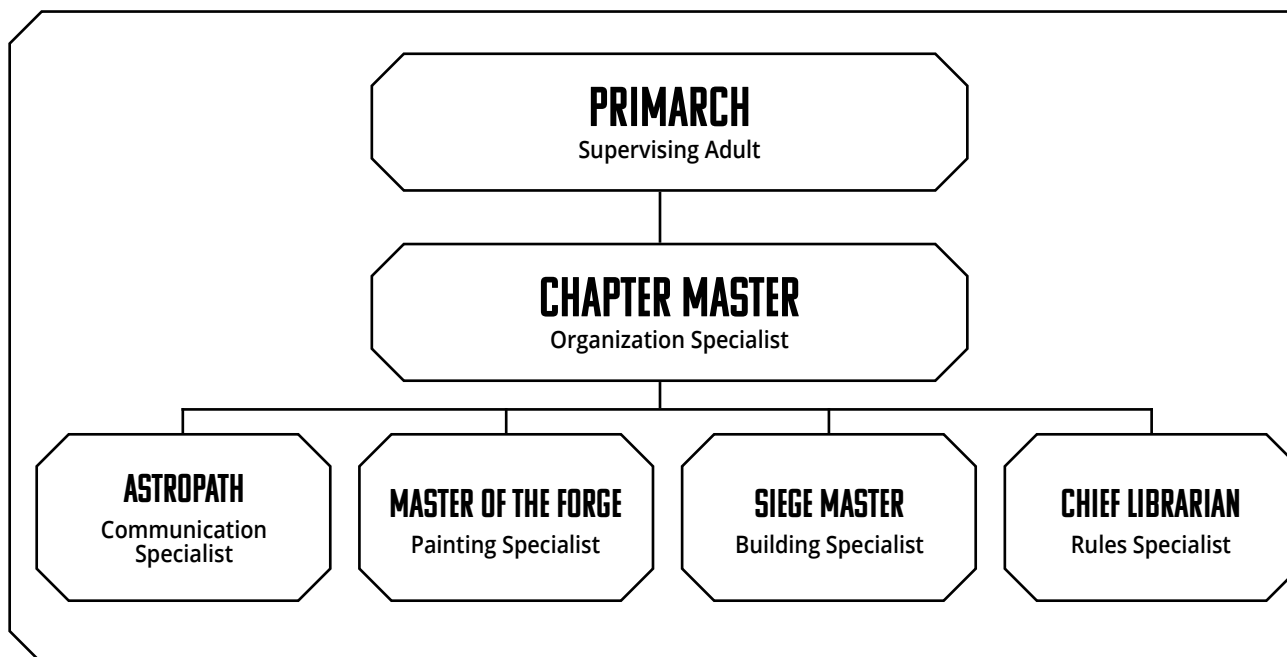 PRIMARCH
Supervising Adult
CHAPTER MASTER
Organization Specialist
ASTROPATH
Communication
Specialist
MASTER OF THE FORGE
Painting Specialist
SIEGE MASTER
Building Specialist
CHIEF LIBRARIAN
Rules Specialist